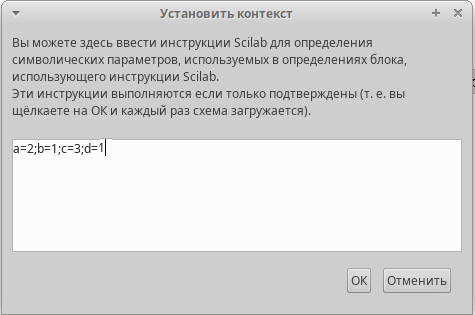 Установить контекст
Вы можете здесь ввести инструкции Scilab для определения
символических параметров, используемых в определениях блока,
использующего инструкции Scilab.
Эти инструкции выполняются если только подтверждены (т. е. вы
щёлкаете на ОК и каждый раз схема загружается).
a=2;b=1;c=3;d=1
ОК
Отменить